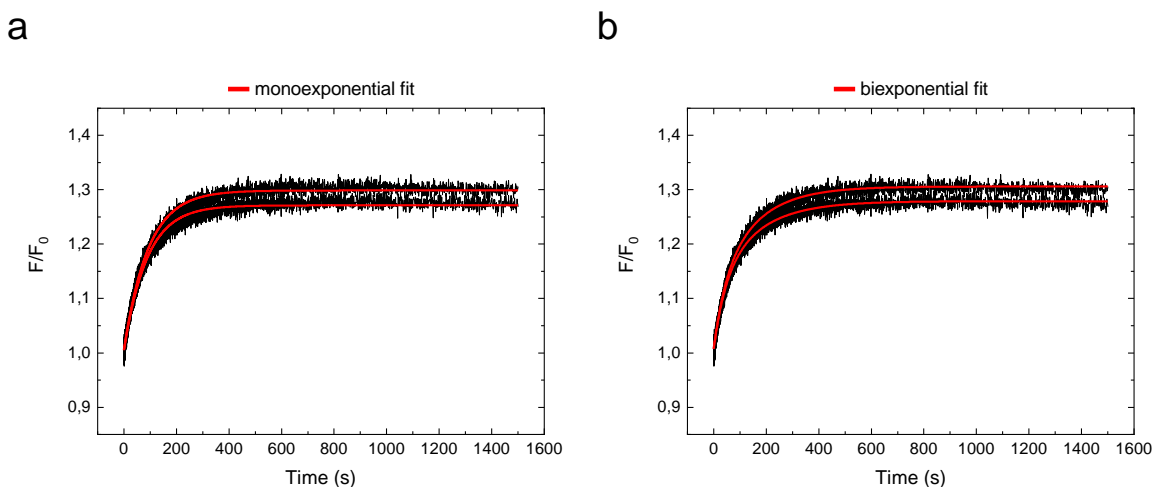 a
monoexponential fit
1,4
1,3
1,2
1,1
1,0
0,9
F/F0
0 200 400 600 800 1000 1200 1400 1600
Time (s)
b
biexponential fit
1,4
1,3
1,2
1,1
1,0
0,9
F/F0
0 200 400 600 800 1000 1200 1400 1600
Time (s)